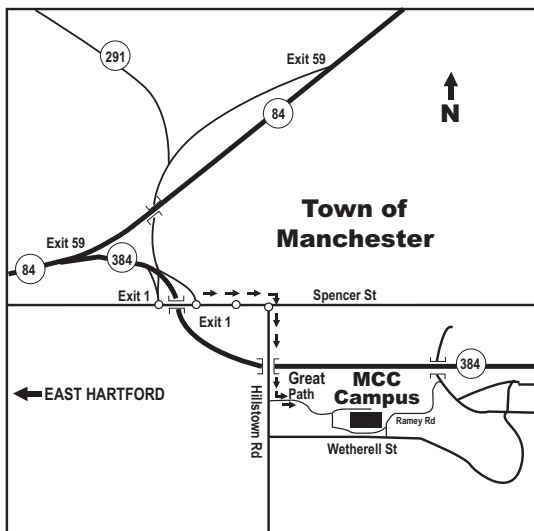 291
Exit 59
84
N
Town of
Manchester
Exit 59
384
84
Exit 1
Spencer St
Exit 1
384
EAST HARTFORD
Hillstown Rd
Great
Path
MCC
Campus
Ramey Rd
Wetherell St